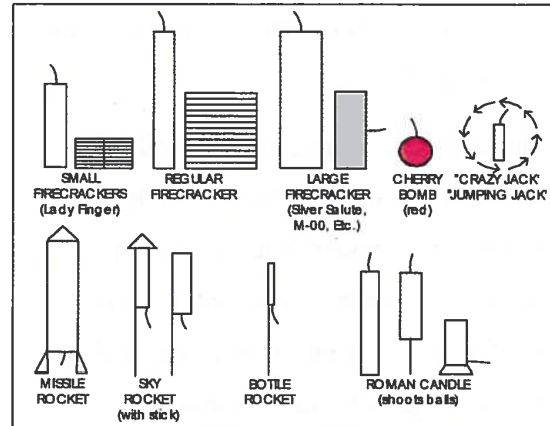 SMALL
FIRECRACKERS
(Lady Finger)
REGULAR
FIRECRACKER
LARGE
FIRECRACKER
(Silver Salute,
M-00, Etc.)
CHERRY
BOMB
(red)
"CRAZY JACK"
"JUMPING JACK"
MISSILE
ROCKET
SKY
ROCKET
(with stick)
BOTTLE
ROCKET
ROMAN CANDLE
(shoots balls)